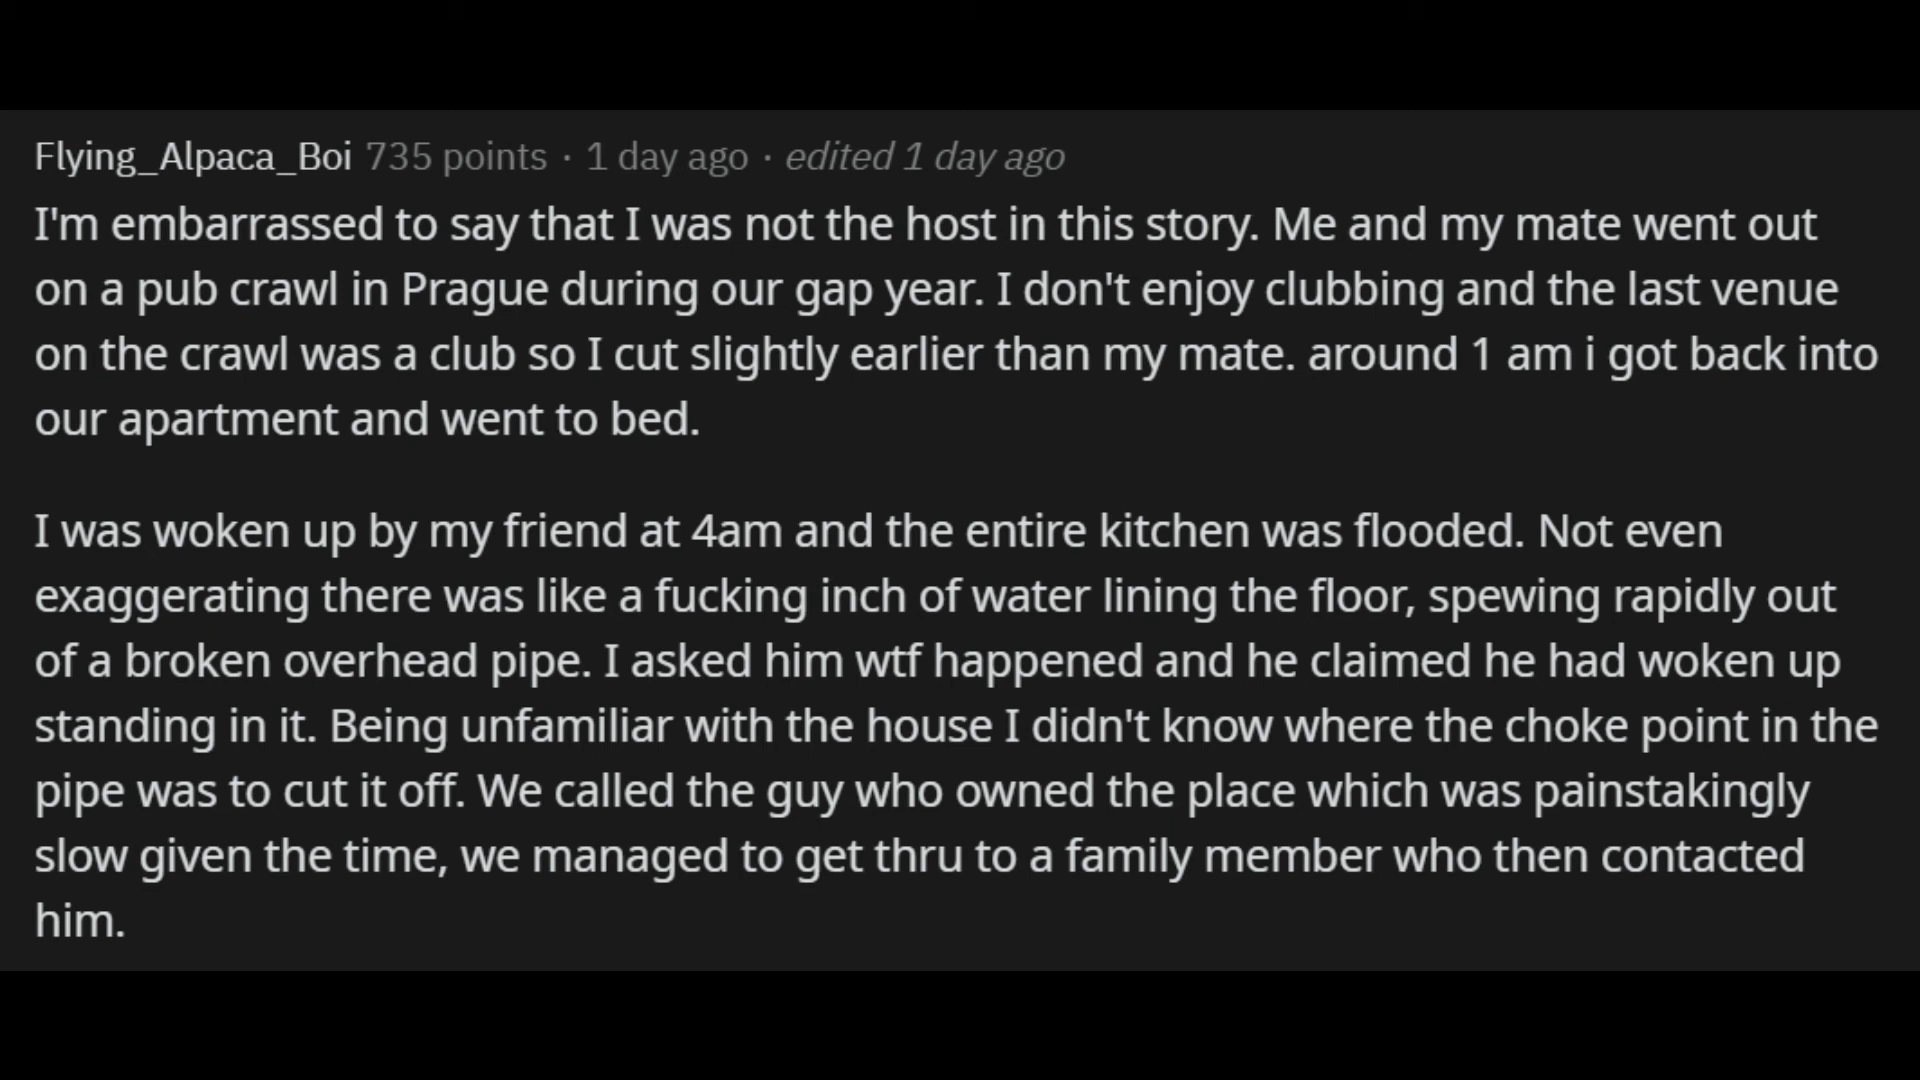 Flying_Alpaca_Boi 735 points · 1 day ago · edited 1 day ago
I'm embarrassed to say that I was not the host in this story. Me and my mate went out
on a pub crawl in Prague during our gap year. I don't enjoy clubbing and the last venue
on the crawl was a club so I cut slightly earlier than my mate. around 1 am i got back into
our apartment and went to bed.
I was woken up by my friend at 4am and the entire kitchen was flooded. Not even
exaggerating there was like a fucking inch of water lining the floor, spewing rapidly out
of a broken overhead pipe. I asked him wtf happened and he claimed he had woken up
standing in it. Being unfamiliar with the house I didn't know where the choke point in the
pipe was to cut it off. We called the guy who owned the place which was painstakingly
slow given the time, we managed to get thru to a family member who then contacted
him.